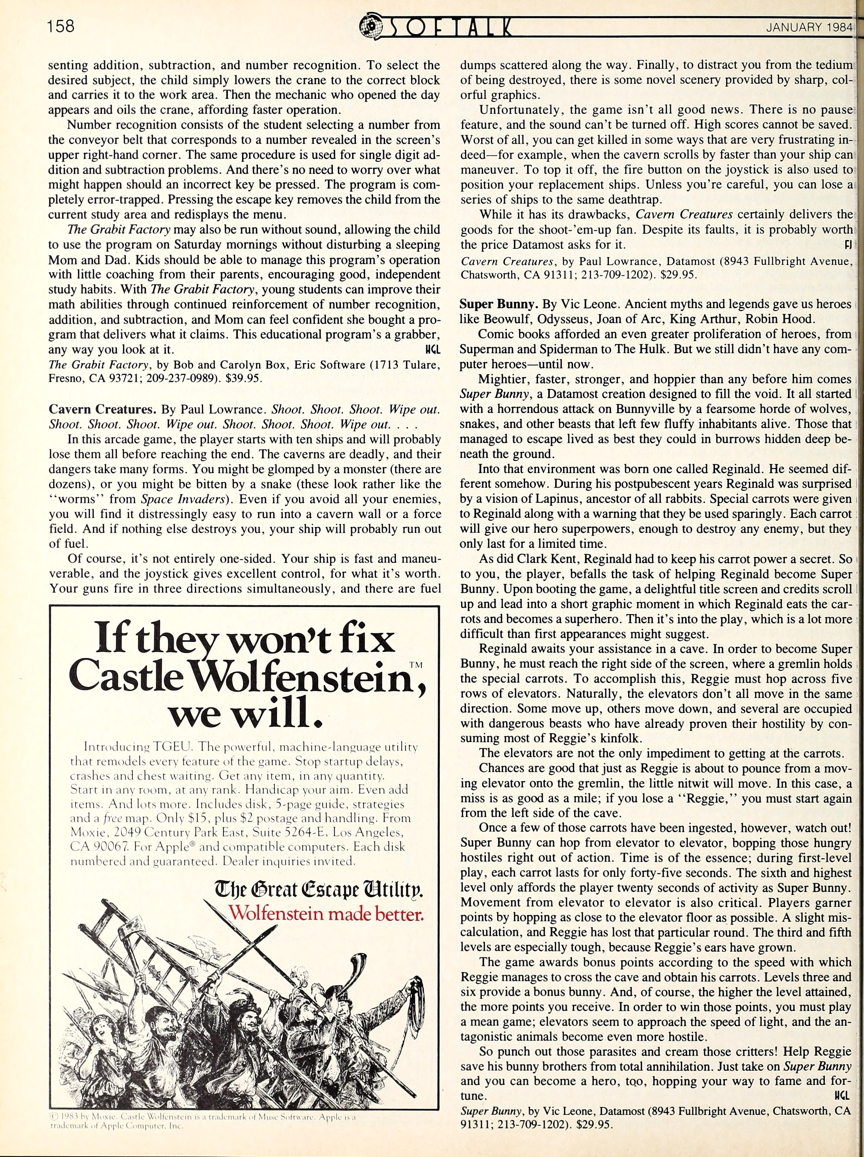 158
SOFTALK
JANUARY 1984
senting addition, subtraction, and number recognition. To select the
desired subject, the child simply lowers the crane to the correct block
and carries it to the work area. Then the mechanic who opened the day
appears and oils the crane, affording faster operation.
Number recognition consists of the student selecting a number from
the conveyor belt that corresponds to a number revealed in the screen's
upper right-hand corner. The same procedure is used for single digit ad-
dition and subtraction problems. And there's no need to worry over what
might happen should an incorrect key be pressed. The program is com-
pletely error-trapped. Pressing the escape key removes the child from the
current study area and redisplays the menu.
The Grabit Factory may also be run without sound, allowing the child
to use the program on Saturday mornings without disturbing a sleeping
Mom and Dad. Kids should be able to manage this program's operation
with little coaching from their parents, encouraging good, independent
study habits. With The Grabit Factory, young students can improve their
math abilities through continued reinforcement of number recognition,
addition, and subtraction, and Mom can feel confident she bought a pro-
gram that delivers what it claims. This educational program's a grabber,
any way you look at it. WGL
The Grabit Factory, by Bob and Carolyn Box, Eric Software (1713 Tulare,
Fresno, CA 93721; 209-237-0989). $39.95.
Cavern Creatures. By Paul Lowrance. Shoot. Shoot. Shoot. Wipe out.
Shoot. Shoot. Shoot. Wipe out. Shoot. Shoot. Shoot. Wipe out. . . .
In this arcade game, the player starts with ten ships and will probably
lose them all before reaching the end. The caverns are deadly, and their
dangers take many forms. You might be glomped by a monster (there are
dozens), or you might be bitten by a snake (these look rather like the
"worms" from Space Invaders). Even if you avoid all your enemies,
you will find it distressingly easy to run into a cavern wall or a force
field. And if nothing else destroys you, your ship will probably run out
of fuel.
Of course, it's not entirely one-sided. Your ship is fast and maneu-
verable, and the joystick gives excellent control, for what it's worth.
Your guns fire in three directions simultaneously, and there are fuel
If they won't fix
Castle Wolfenstein,™
we will.
Introducing TGEU. The powerful, machine-language utility
that remodels every feature of the game. Stop startup delays,
crashes and chest waiting. Get any item, in any quantity.
Start in any room, at any rank. Handicap your aim. Even add
items. And lots more. Includes disk, 5-page guide, strategies
and a free map. Only $15, plus $2 postage and handling. From
Moxie, 2049 Century Park East, Suite 5264-E, Los Angeles,
CA 90067. For Apple® and compatible computers. Each disk
numbered and guaranteed. Dealer inquiries invited.
The Great Escape Utility.
Wolfenstein made better.
© 1983 by Moxie. Castle Wolfenstein is a trademark of Muse Software. Apple is a
trademark of Apple Computer, Inc.
dumps scattered along the way. Finally, to distract you from the tedium
of being destroyed, there is some novel scenery provided by sharp, col-
orful graphics.
Unfortunately, the game isn't all good news. There is no pause
feature, and the sound can't be turned off. High scores cannot be saved.
Worst of all, you can get killed in some ways that are very frustrating in-
deed—for example, when the cavern scrolls by faster than your ship can
maneuver. To top it off, the fire button on the joystick is also used to
position your replacement ships. Unless you're careful, you can lose a
series of ships to the same deathtrap.
While it has its drawbacks, Cavern Creatures certainly delivers the
goods for the shoot-'em-up fan. Despite its faults, it is probably worth
the price Datamost asks for it.
Cavern Creatures, by Paul Lowrance, Datamost (8943 Fullbright Avenue,
Chatsworth, CA 91311; 213-709-1202). $29.95.
Super Bunny. By Vic Leone. Ancient myths and legends gave us heroes
like Beowulf, Odysseus, Joan of Arc, King Arthur, Robin Hood.
Comic books afforded an even greater proliferation of heroes, from
Superman and Spiderman to The Hulk. But we still didn't have any com-
puter heroes—until now.
Mightier, faster, stronger, and hoppier than any before him comes
Super Bunny, a Datamost creation designed to fill the void. It all started
with a horrendous attack on Bunnyville by a fearsome horde of wolves,
snakes, and other beasts that left few fluffy inhabitants alive. Those that
managed to escape lived as best they could in burrows hidden deep be-
neath the ground.
Into that environment was born one called Reginald. He seemed dif-
ferent somehow. During his postpubescent years Reginald was surprised
by a vision of Lapinus, ancestor of all rabbits. Special carrots were given
to Reginald along with a warning that they be used sparingly. Each carrot
will give our hero superpowers, enough to destroy any enemy, but they
only last for a limited time.
As did Clark Kent, Reginald had to keep his carrot power a secret. So
to you, the player, befalls the task of helping Reginald become Super
Bunny. Upon booting the game, a delightful title screen and credits scroll
up and lead into a short graphic moment in which Reginald eats the car-
rots and becomes a superhero. Then it's into the play, which is a lot more
difficult than first appearances might suggest.
Reginald awaits your assistance in a cave. In order to become Super
Bunny, he must reach the right side of the screen, where a gremlin holds
the special carrots. To accomplish this, Reggie must hop across five
rows of elevators. Naturally, the elevators don't all move in the same
direction. Some move up, others move down, and several are occupied
with dangerous beasts who have already proven their hostility by con-
suming most of Reggie's kinfolk.
The elevators are not the only impediment to getting at the carrots.
Chances are good that just as Reggie is about to pounce from a mov-
ing elevator onto the gremlin, the little nitwit will move. In this case, a
miss is as good as a mile; if you lose a "Reggie," you must start again
from the left side of the cave.
Once a few of those carrots have been ingested, however, watch out!
Super Bunny can hop from elevator to elevator, bopping those hungry
hostiles right out of action. Time is of the essence; during first-level
play, each carrot lasts for only forty-five seconds. The sixth and highest
level only affords the player twenty seconds of activity as Super Bunny.
Movement from elevator to elevator is also critical. Players garner
points by hopping as close to the elevator floor as possible. A slight mis-
calculation, and Reggie has lost that particular round. The third and fifth
levels are especially tough, because Reggie's ears have grown.
The game awards bonus points according to the speed with which
Reggie manages to cross the cave and obtain his carrots. Levels three and
six provide a bonus bunny. And, of course, the higher the level attained,
the more points you receive. In order to win those points, you must play
a mean game; elevators seem to approach the speed of light, and the an-
tagonistic animals become even more hostile.
So punch out those parasites and cream those critters! Help Reggie
save his bunny brothers from total annihilation. Just take on Super Bunny
and you can become a hero, too, hopping your way to fame and for-
tune. WGL
Super Bunny, by Vic Leone, Datamost (8943 Fullbright Avenue, Chatsworth, CA
91311; 213-709-1202). $29.95.